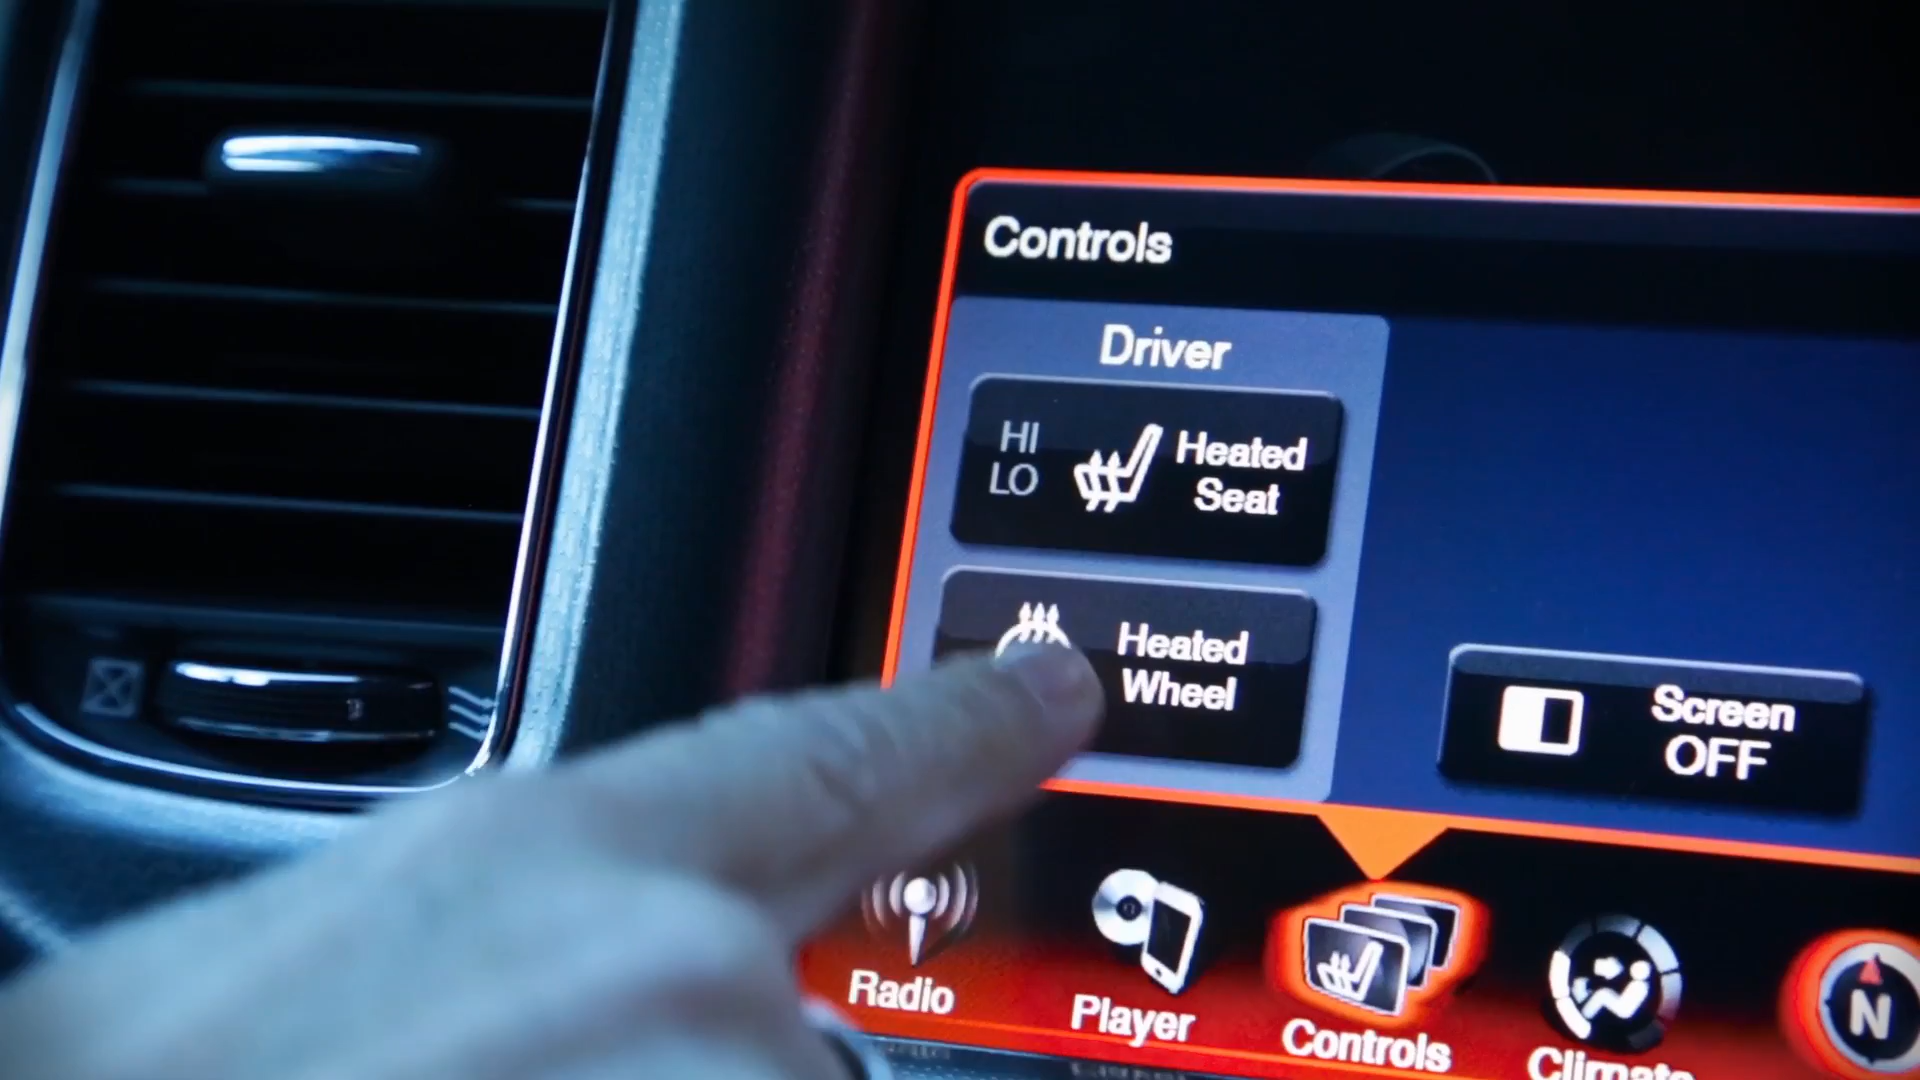 Controls
Driver
HI
LO
Heated
Seat
Heated
Wheel
Screen
OFF
Radio
Player
Controls
Climate
N